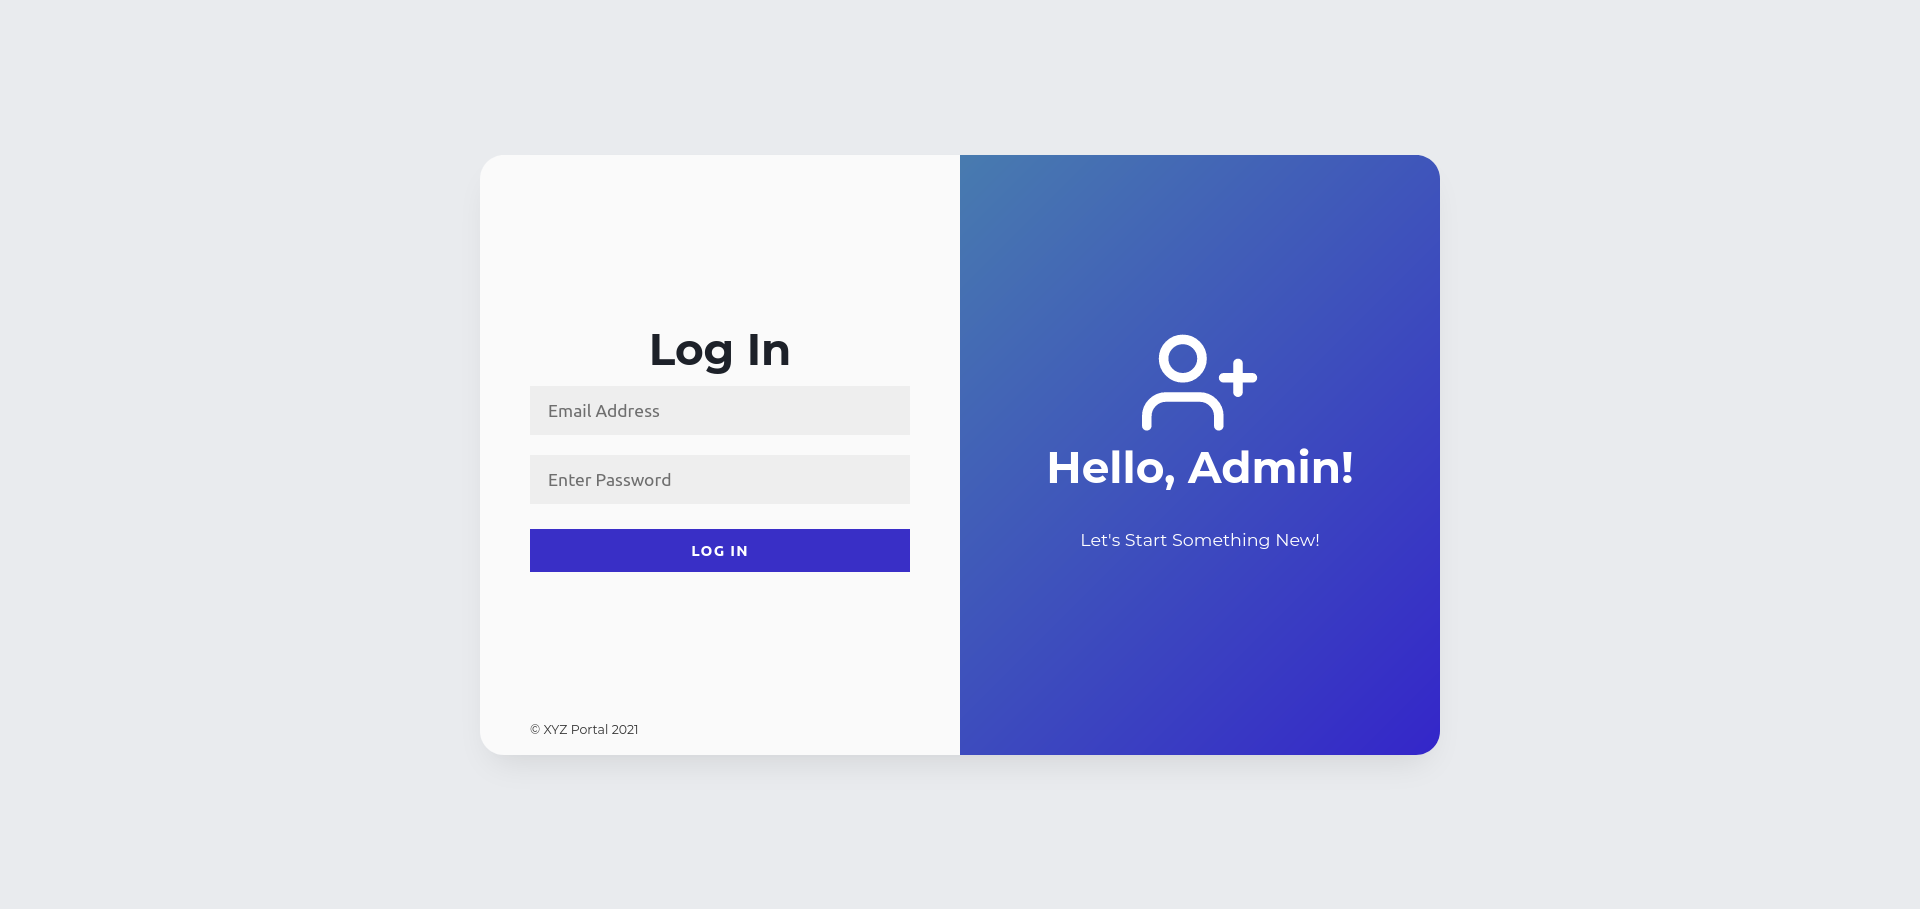 Log In
Email Address
Enter Password
LOG IN
© XYZ Portal 2021
Hello, Admin!
Let's Start Something New!